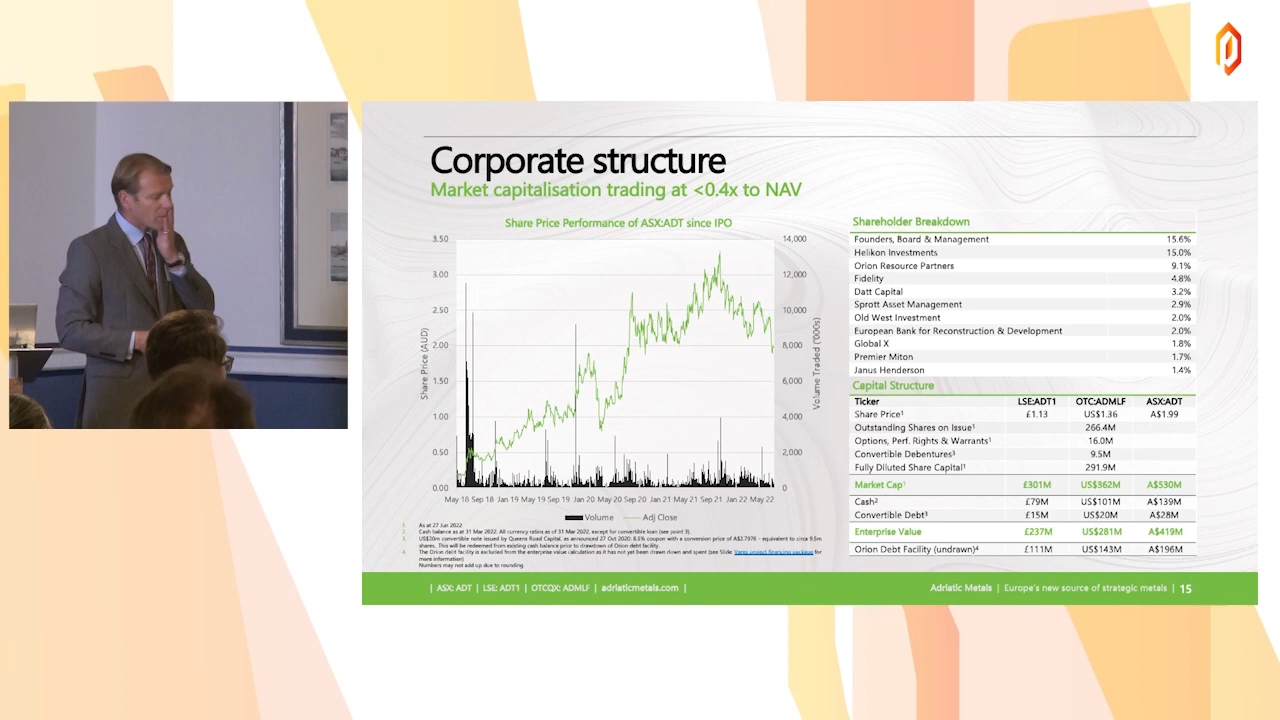 Corporate structure
Market capitalisation trading at <0.4x to NAV
Share Price Performance of ASX:ADT since IPO
3.50
3.00
2.50
2.00
1.50
1.00
0.50
0.00
Share Price (AUD)
14,000
12,000
10,000
8,000
6,000
4,000
2,000
0
Volume Traded ('000s)
May 18 Sep 18 Jan 19 May 19 Sep 19 Jan 20 May 20 Sep 20 Jan 21 May 21 Sep 21 Jan 22 May 22
Volume Adj Close
1. As at 27 Jun 2022
2. Cash balance as at 31 Mar 2022. All currency ratios as of 31 Mar 2022, except for convertible loan (see point 3).
3. US$20m convertible note issued by Queens Road Capital, as announced 27 Oct 2020: 8.5% coupon with a conversion price of A$2.7976 - equivalent to circa 9.5m
shares. This will be redeemed from existing cash balance prior to drawdown of Orion debt facility.
4. The Orion debt facility is excluded from the enterprise value calculation as it has not yet been drawn down and spent (see Slide Vares project financing package for
more information)
Numbers may not add up due to rounding
Shareholder Breakdown
Founders, Board & Management 15.6%
Helikon Investments 15.0%
Orion Resource Partners 9.1%
Fidelity 4.8%
Datt Capital 3.2%
Sprott Asset Management 2.9%
Old West Investment 2.0%
European Bank for Reconstruction & Development 2.0%
Global X 1.8%
Premier Miton 1.7%
Janus Henderson 1.4%
Capital Structure
Ticker LSE:ADT1 OTC:ADMLF ASX:ADT
Share Price¹ £1.13 US$1.36 A$1.99
Outstanding Shares on Issue¹ 266.4M
Options, Perf. Rights & Warrants¹ 16.0M
Convertible Debentures³ 9.5M
Fully Diluted Share Capital¹ 291.9M
Market Cap¹ £301M US$362M A$530M
Cash² £79M US$101M A$139M
Convertible Debt³ £15M US$20M A$28M
Enterprise Value £237M US$281M A$419M
Orion Debt Facility (undrawn)⁴ £111M US$143M A$196M
| ASX: ADT | LSE: ADT1 | OTCQX: ADMLF | adriaticmetals.com |
Adriatic Metals | Europe's new source of strategic metals | 15